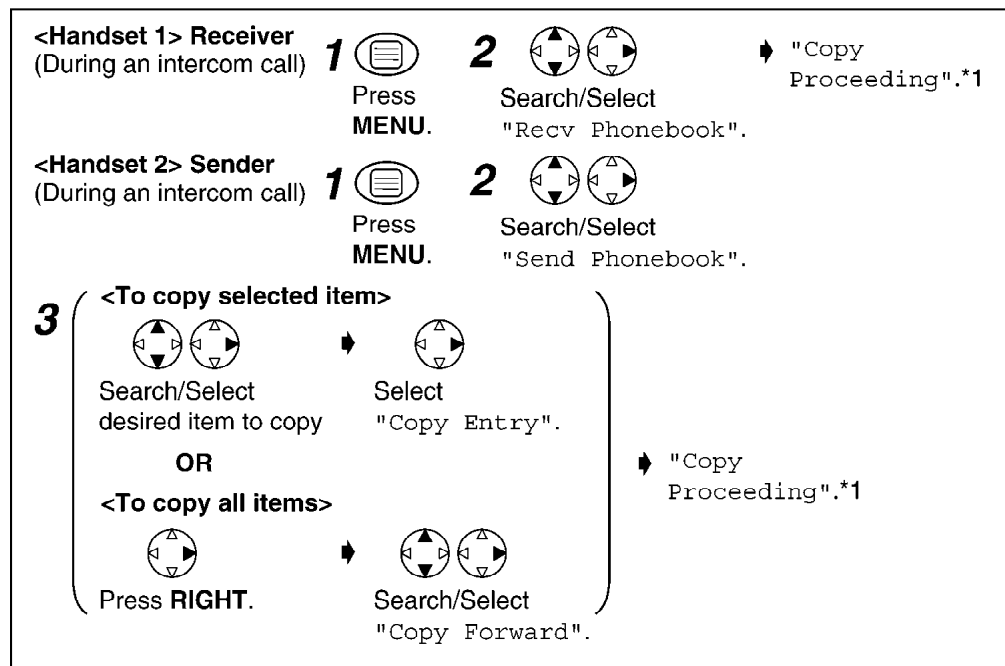 <Handset 1> Receiver
(During an intercom call)
1
Press
MENU.
2
Search/Select
"Recv Phonebook".
"Copy
Proceeding".*1
<Handset 2> Sender
(During an intercom call)
1
Press
MENU.
2
Search/Select
"Send Phonebook".
3
<To copy selected item>
Search/Select
desired item to copy
Select
"Copy Entry".
OR
<To copy all items>
Press RIGHT.
Search/Select
"Copy Forward".
"Copy
Proceeding".*1